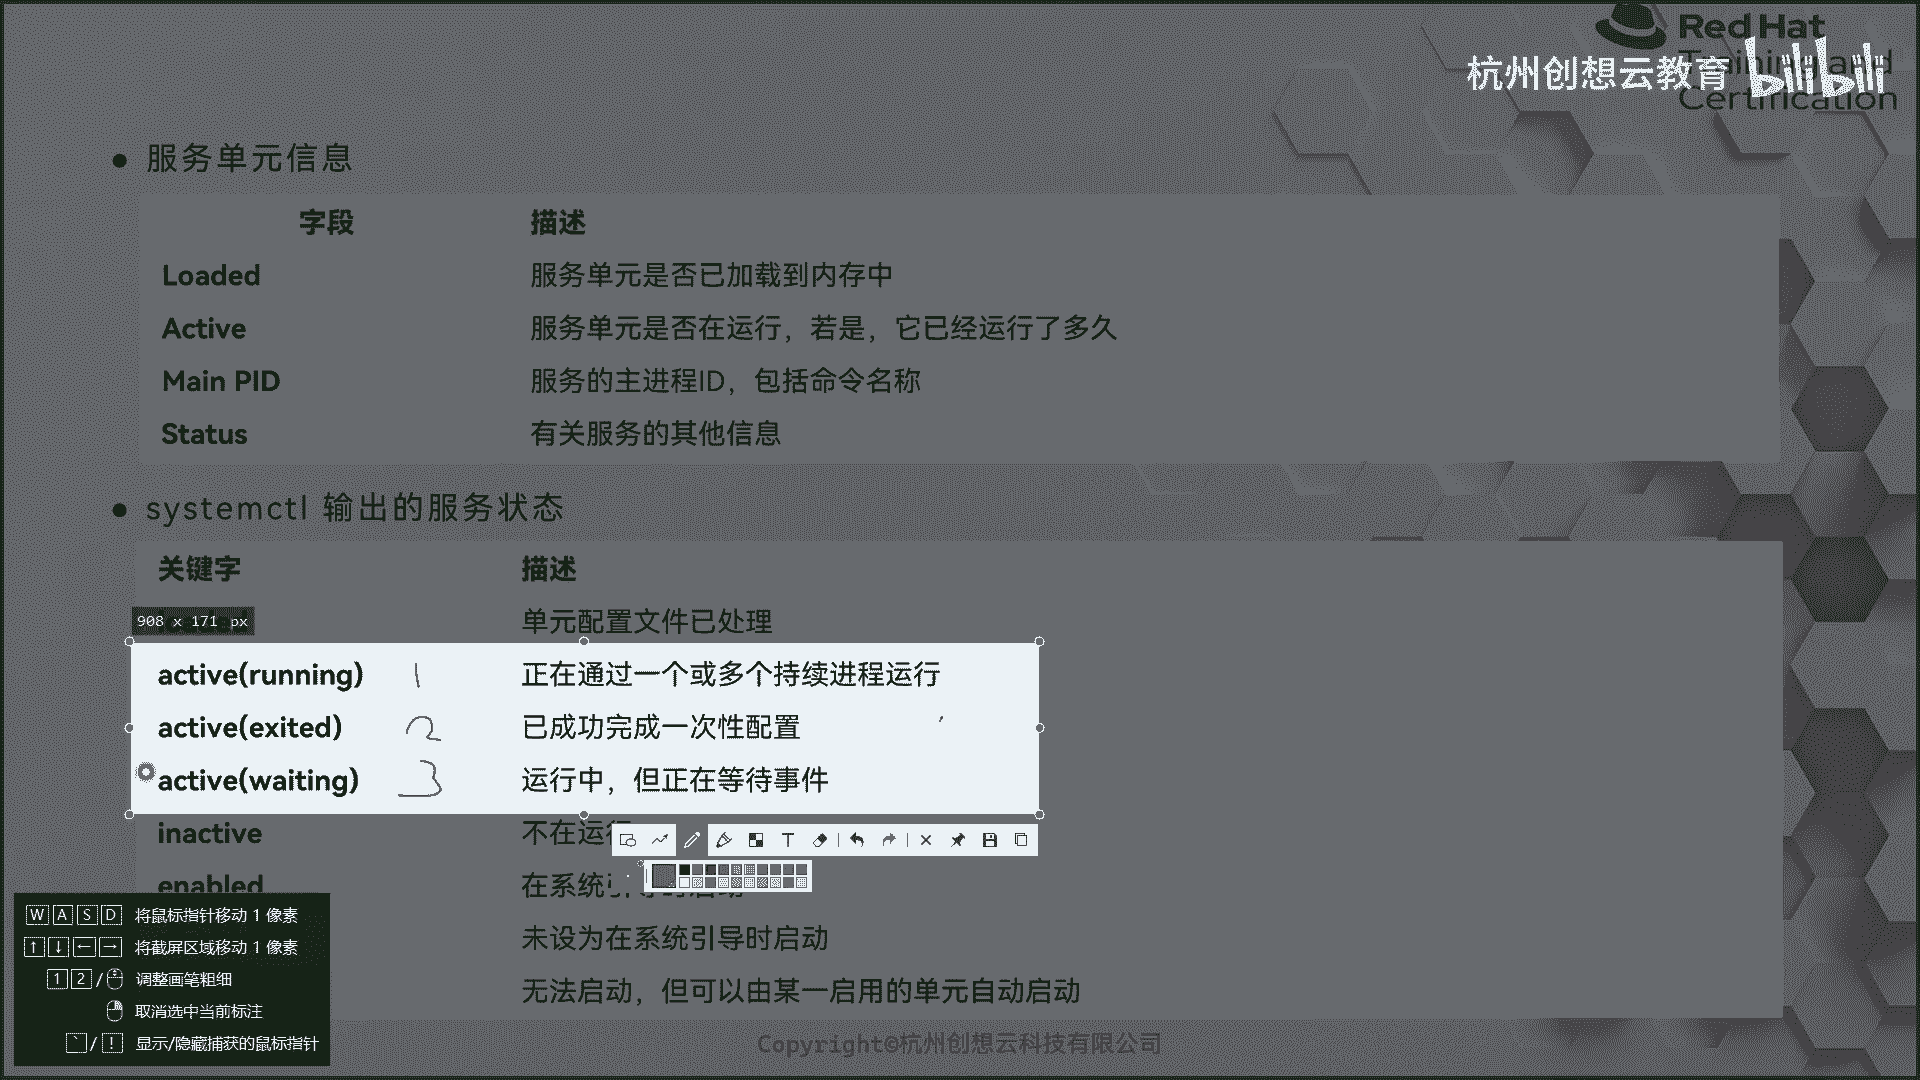 Red Hat
Training and
Certification
杭州创想云教育 bilibili
● 服务单元信息
字段 描述
Loaded 服务单元是否已加载到内存中
Active 服务单元是否在运行，若是，它已经运行了多久
Main PID 服务的主进程ID，包括命令名称
Status 有关服务的其他信息
● systemctl 输出的服务状态
关键字 描述
908 x 171 px 单元配置文件已处理
active(running) 1 正在通过一个或多个持续进程运行
active(exited) 2 已成功完成一次性配置
active(waiting) 3 运行中，但正在等待事件
inactive 不在运行
enabled 在系统引导时启动
未设为在系统引导时启动
无法启动，但可以由某一启用的单元自动启动
W A S D 将鼠标指针移动 1 像素
↑ ↓ ← → 将截屏区域移动 1 像素
1 2 / 调整画笔粗细
取消选中当前标注
` / ! 显示/隐藏捕获的鼠标指针
Copyright©杭州创想云科技有限公司